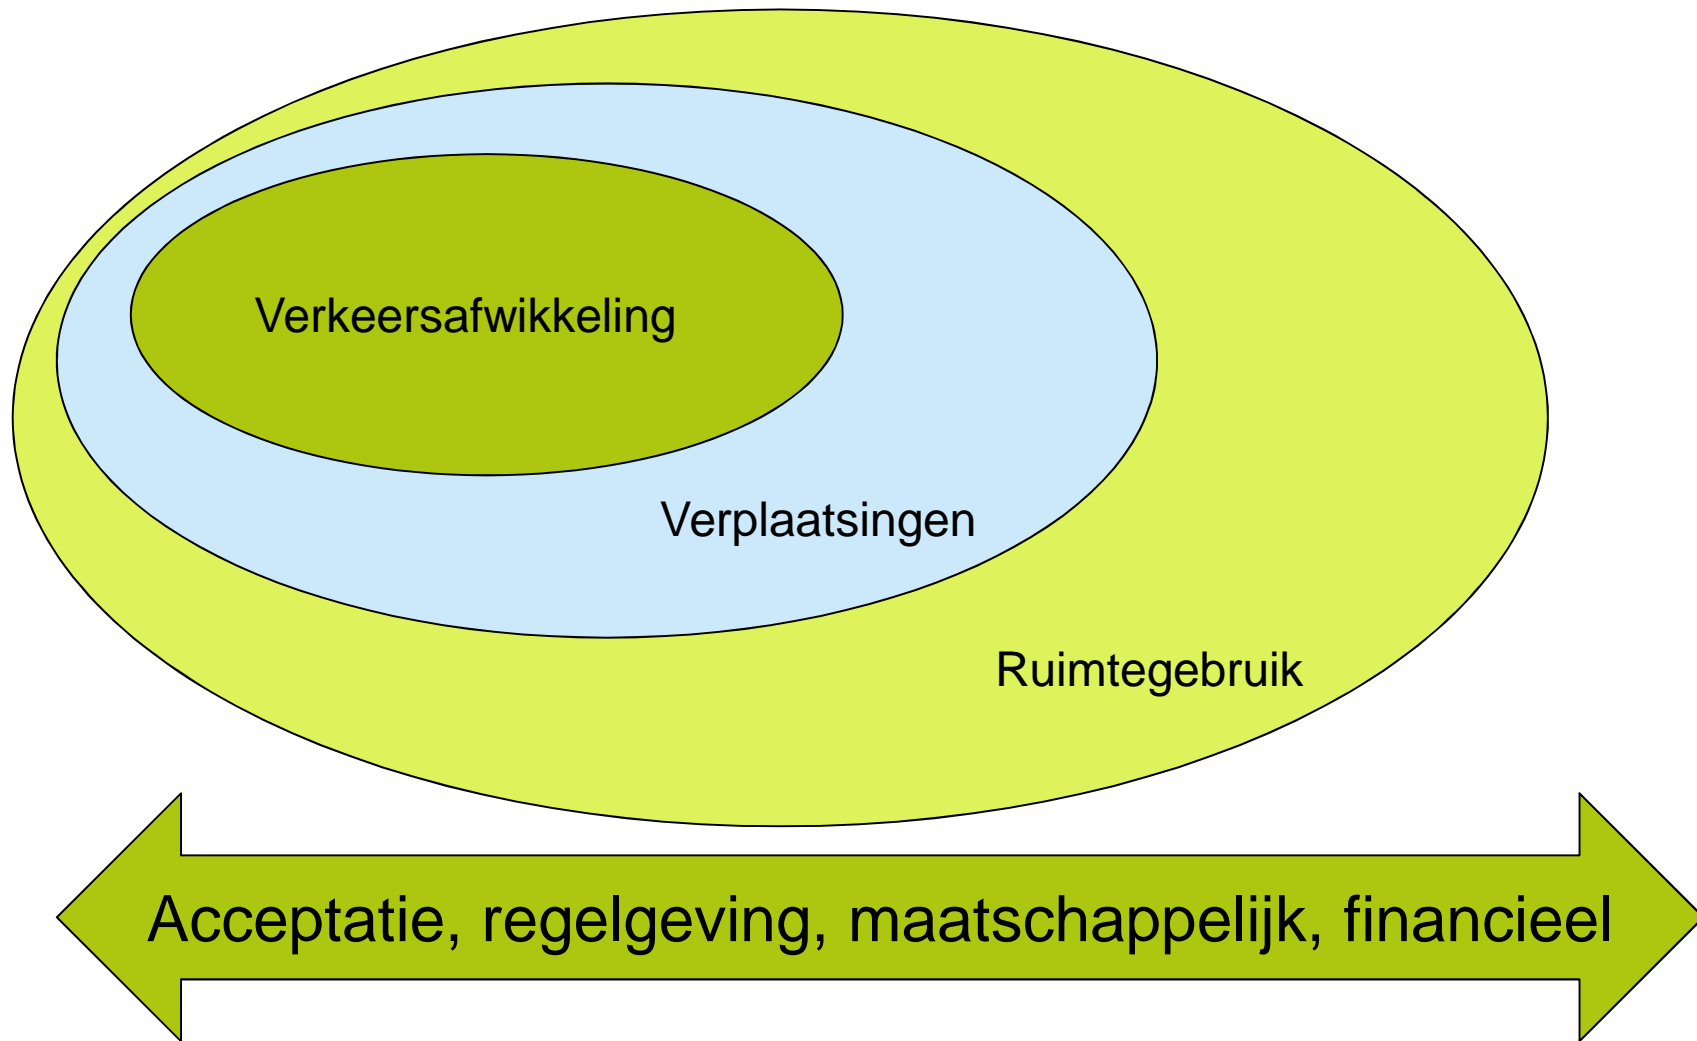 Verkeersafwikkeling
Verplaatsingen
Ruimtegebruik
Acceptatie, regelgeving, maatschappelijk, financieel